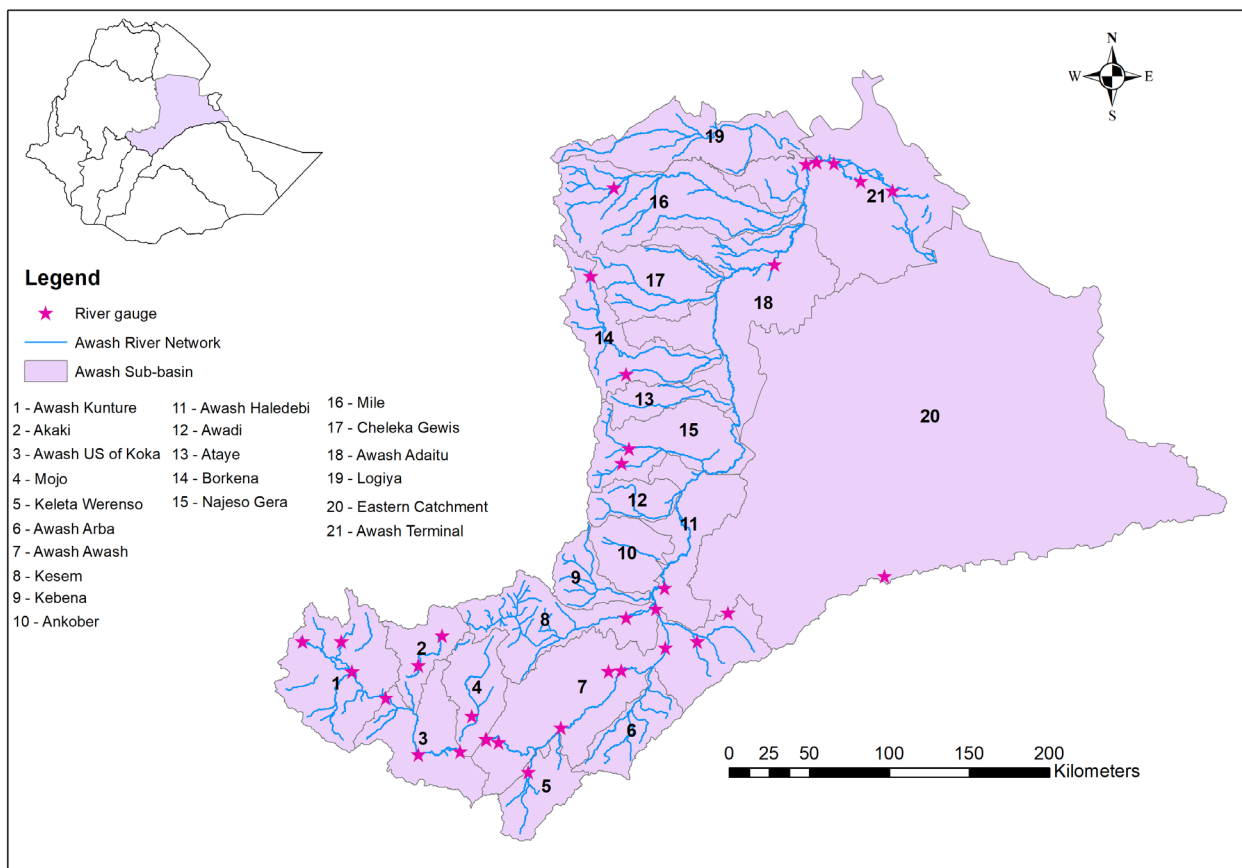 N
W E
S
Legend
River gauge
Awash River Network
Awash Sub-basin
1 - Awash Kunture
2 - Akaki
3 - Awash US of Koka
4 - Mojo
5 - Keleta Werenso
6 - Awash Arba
7 - Awash Awash
8 - Kesem
9 - Kebena
10 - Ankober
11 - Awash Haledebi
12 - Awadi
13 - Ataye
14 - Borkena
15 - Najeso Gera
16 - Mile
17 - Cheleka Gewis
18 - Awash Adaitu
19 - Logiya
20 - Eastern Catchment
21 - Awash Terminal
19
16
21
17
18
14
13
15
20
12
11
10
9
8
2
1
4
7
3
6
5
0 25 50 100 150 200
Kilometers